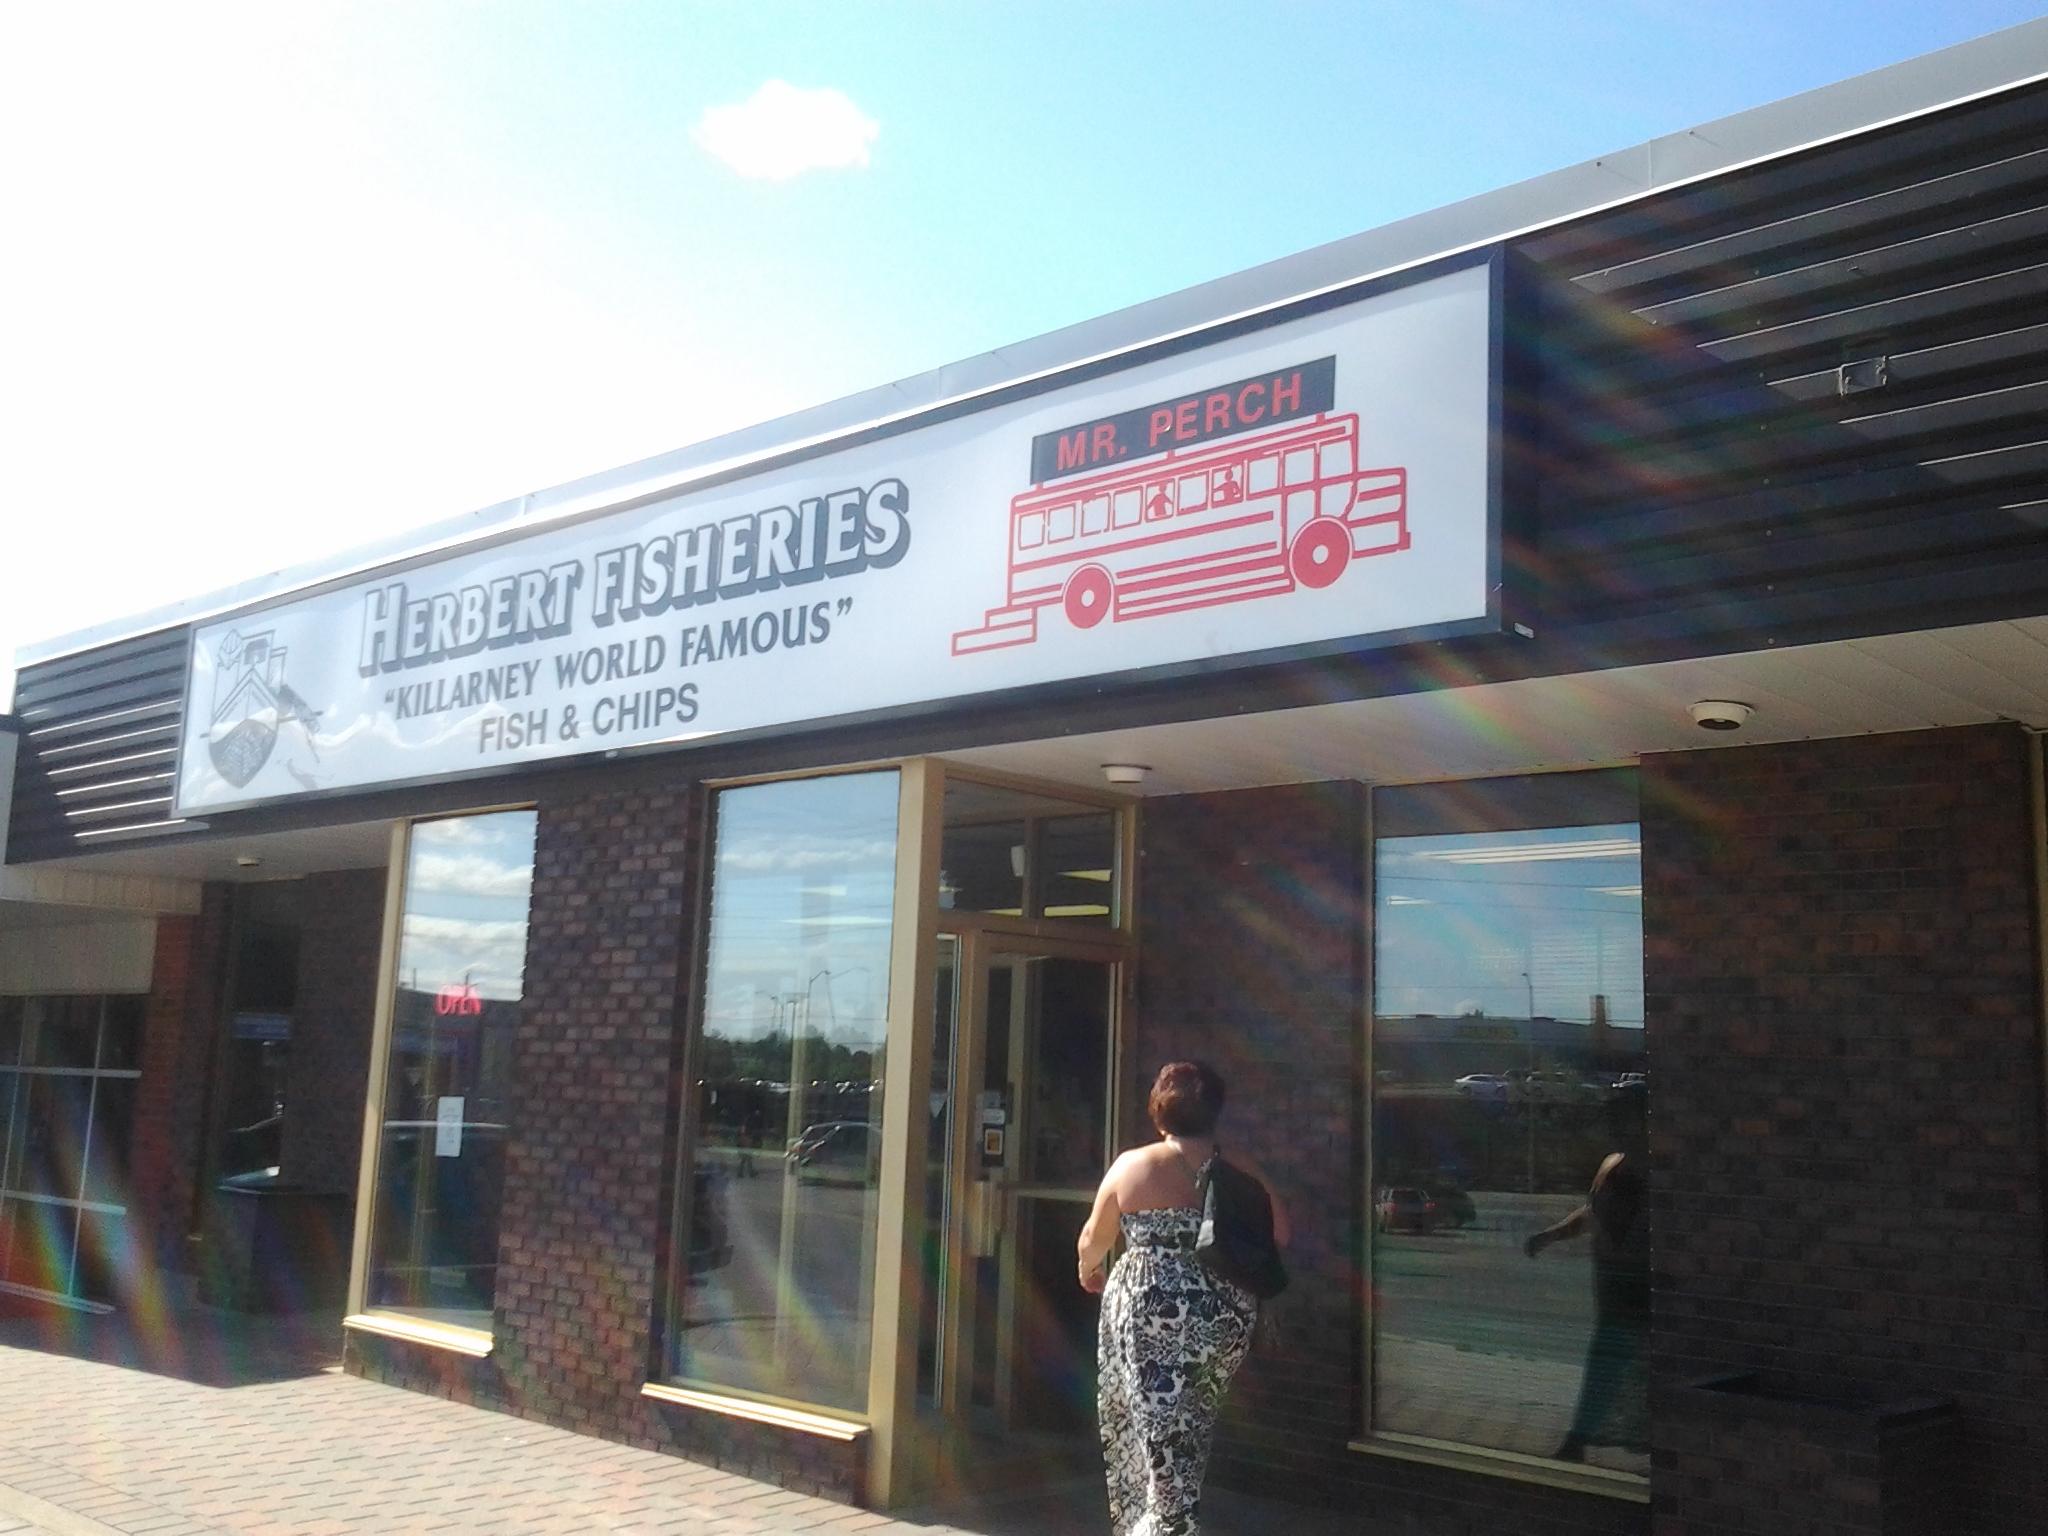 HERBERT FISHERIES
"KILLARNEY WORLD FAMOUS"
FISH & CHIPS
MR. PERCH
OPEN